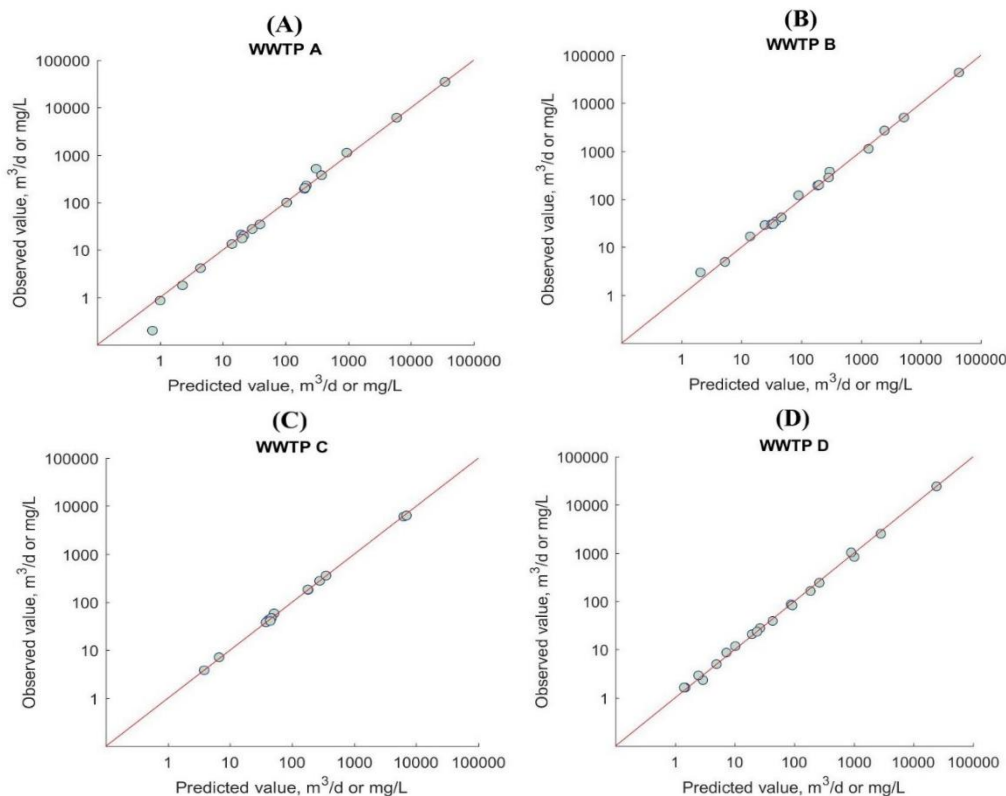 (A)
WWTP A
100000
10000
1000
100
10
1
Observed value, m³/d or mg/L
1 10 100 1000 10000 100000
Predicted value, m³/d or mg/L
(B)
WWTP B
100000
10000
1000
100
10
1
Observed value, m³/d or mg/L
1 10 100 1000 10000 100000
Predicted value, m³/d or mg/L
(C)
WWTP C
100000
10000
1000
100
10
1
Observed value, m³/d or mg/L
1 10 100 1000 10000 100000
Predicted value, m³/d or mg/L
(D)
WWTP D
100000
10000
1000
100
10
1
Observed value, m³/d or mg/L
1 10 100 1000 10000 100000
Predicted value, m³/d or mg/L